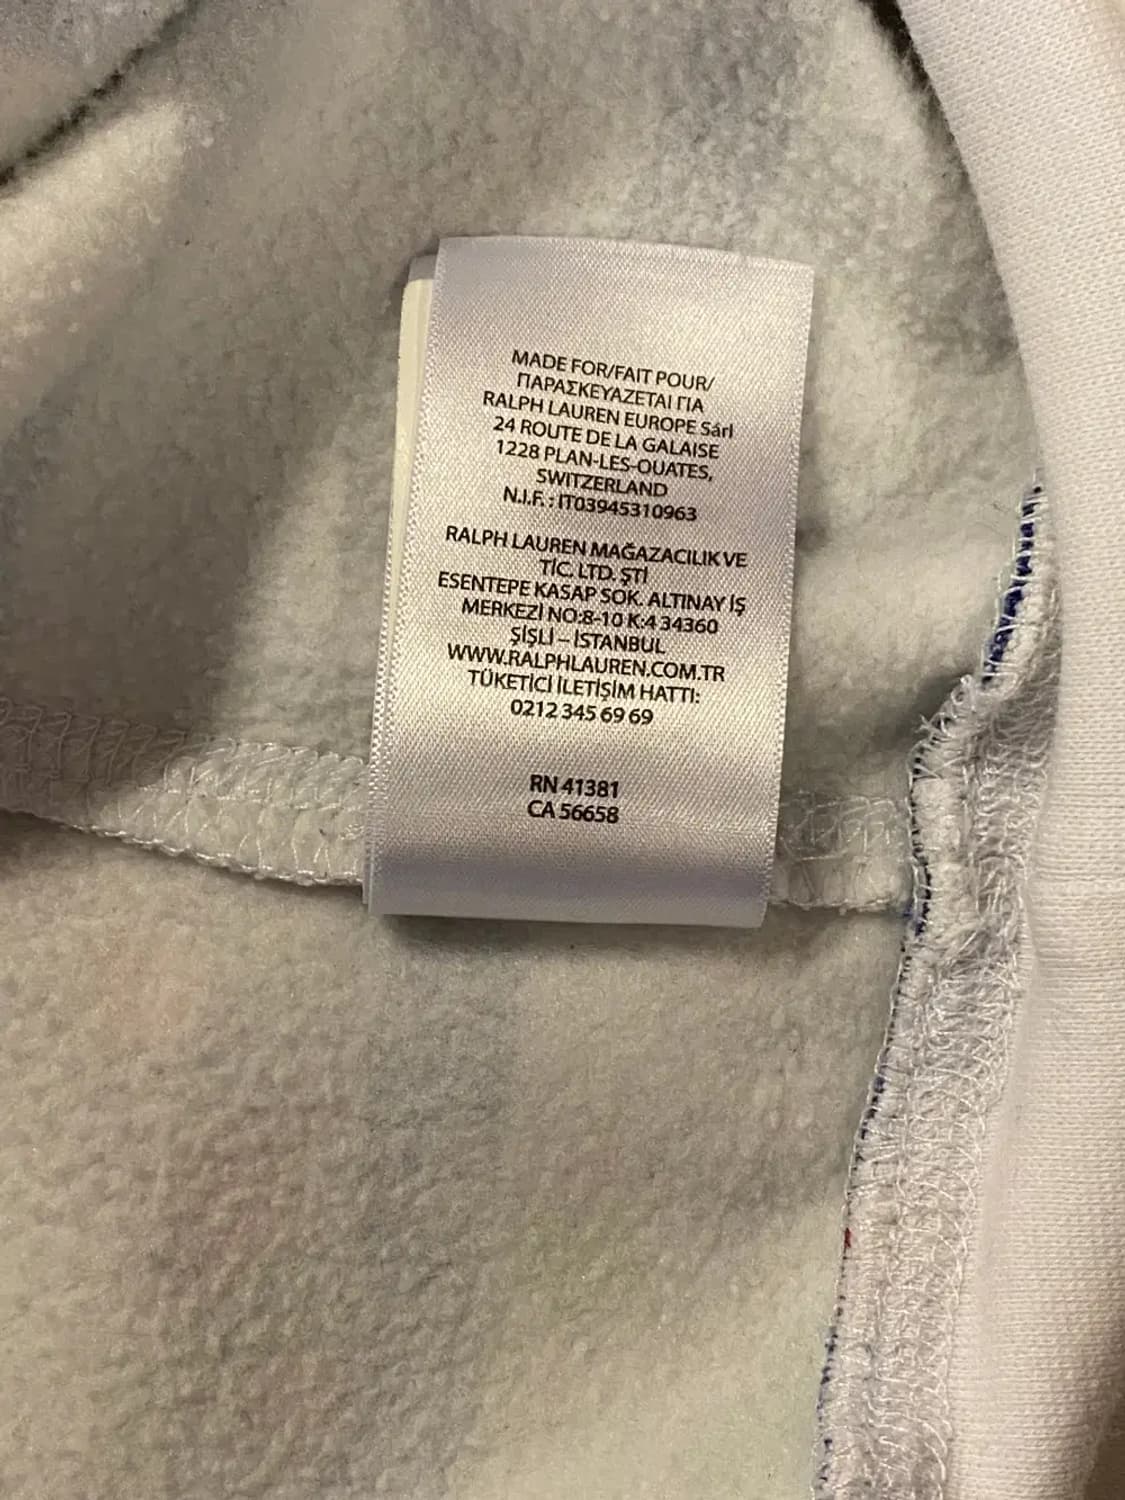 MADE FOR/FAIT POUR/
ΠΑΡΑΣΚΕΥΑΖΕΤΑΙ ΓΙΑ
RALPH LAUREN EUROPE Sárl
24 ROUTE DE LA GALAISE
1228 PLAN-LES-OUATES,
SWITZERLAND
N.I.F. : IT03945310963
RALPH LAUREN MAĞAZACILIK VE
TİC. LTD. ŞTİ
ESENTEPE KASAP SOK. ALTINAY İŞ
MERKEZİ NO:8-10 K:4 34360
ŞİŞLİ – İSTANBUL
WWW.RALPHLAUREN.COM.TR
TÜKETİCİ İLETİŞİM HATTI:
0212 345 69 69
RN 41381
CA 56658